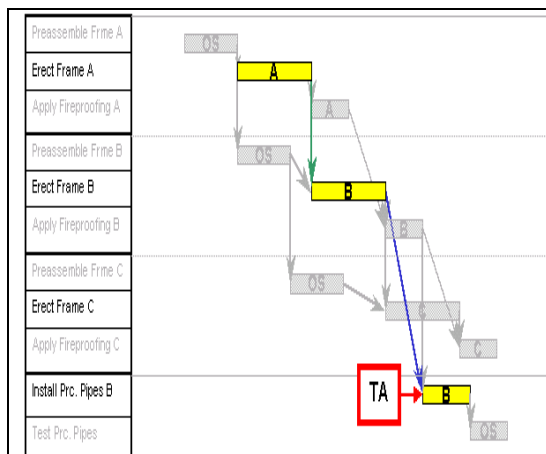 Preassemble Frme A
OS
Erect Frame A
A
Apply Fireproofing A
A
Preassemble Frme B
OS
Erect Frame B
B
Apply Fireproofing B
B
Preassemble Frme C
OS
Erect Frame C
C
Apply Fireproofing C
C
Install Prc. Pipes B
TA
B
Test Prc. Pipes
OS